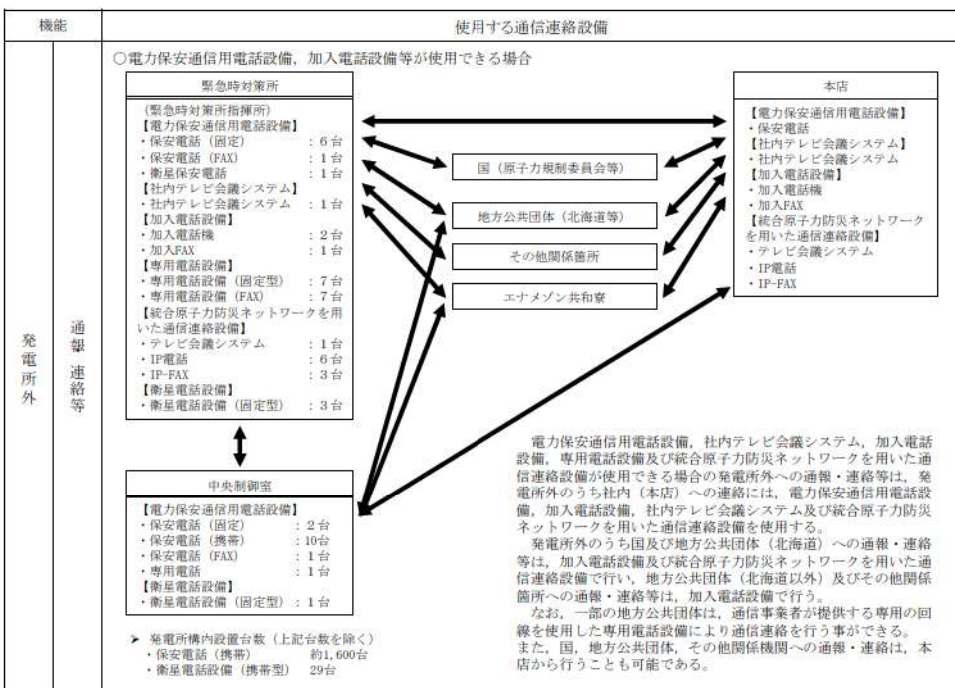 機能
使用する通信連絡設備
発電所外
通報・連絡等
○電力保安通信用電話設備，加入電話設備等が使用できる場合
緊急時対策所
(緊急時対策所指揮所)
【電力保安通信用電話設備】
・保安電話（固定） ：6台
・保安電話（FAX） ：1台
・衛星保安電話 ：1台
【社内テレビ会議システム】
・社内テレビ会議システム ：1台
【加入電話設備】
・加入電話機 ：2台
・加入FAX ：1台
【専用電話設備】
・専用電話設備（固定型） ：7台
・専用電話設備（FAX） ：7台
【統合原子力防災ネットワークを用
いた通信連絡設備】
・テレビ会議システム ：1台
・IP電話 ：6台
・IP-FAX ：3台
【衛星電話設備】
・衛星電話設備（固定型） ：3台
国（原子力規制委員会等）
地方公共団体（北海道等）
その他関係箇所
エナメゾン共和寮
本店
【電力保安通信用電話設備】
・保安電話
【社内テレビ会議システム】
・社内テレビ会議システム
【加入電話設備】
・加入電話機
・加入FAX
【統合原子力防災ネットワーク
を用いた通信連絡設備】
・テレビ会議システム
・IP電話
・IP-FAX
中央制御室
【電力保安通信用電話設備】
・保安電話（固定） ：2台
・保安電話（携帯） ：10台
・保安電話（FAX） ：1台
・専用電話 ：1台
【衛星電話設備】
・衛星電話設備（固定型）：1台
➤ 発電所構内設置台数（上記台数を除く）
・保安電話（携帯） 約1,600台
・衛星電話設備（携帯型） 29台
電力保安通信用電話設備，社内テレビ会議システム，加入電話
設備，専用電話設備及び統合原子力防災ネットワークを用いた通
信連絡設備が使用できる場合の発電所外への通報・連絡等は，発
電所外のうち社内（本店）への連絡には，電力保安通信用電話設
備，加入電話設備，社内テレビ会議システム及び統合原子力防災
ネットワークを用いた通信連絡設備を使用する。
発電所外のうち国及び地方公共団体（北海道）への通報・連絡
等は，加入電話設備及び統合原子力防災ネットワークを用いた通
信連絡設備で行い，地方公共団体（北海道以外）及びその他関係
箇所への通報・連絡等は，加入電話設備で行う。
なお，一部の地方公共団体は，通信事業者が提供する専用の回
線を使用した専用電話設備により通信連絡を行う事ができる。
また，国，地方公共団体，その他関係機関への通報・連絡は，本
店から行うことも可能である。